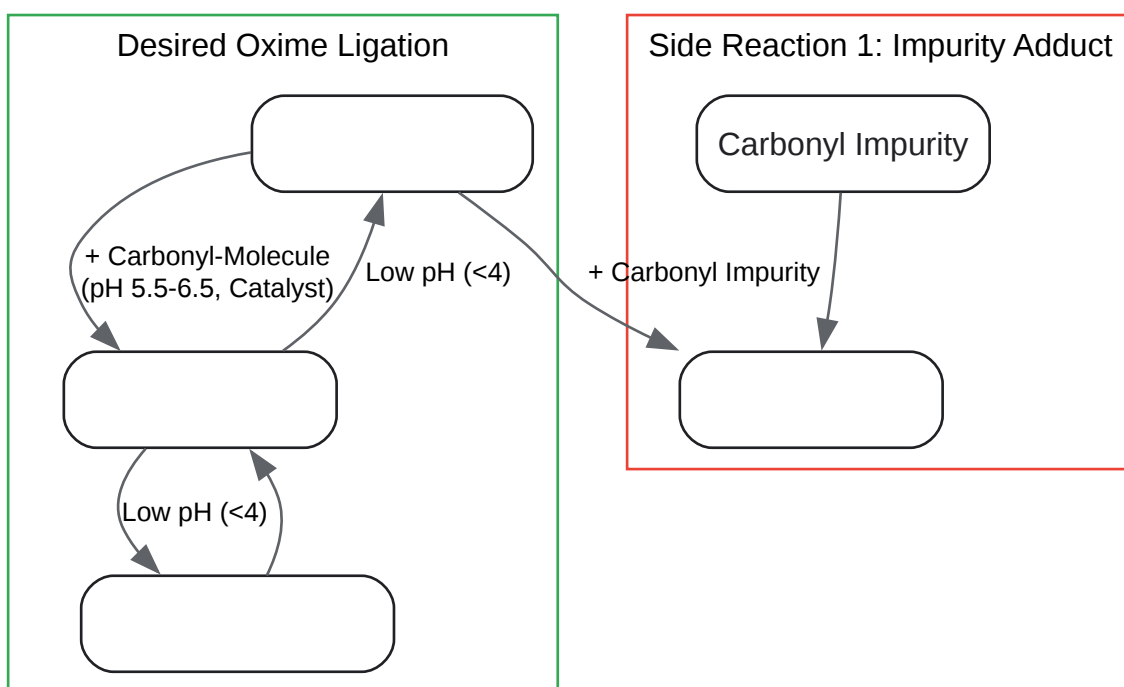 Desired Oxime Ligation
Side Reaction 1: Impurity Adduct
Carbonyl Impurity
+ Carbonyl-Molecule
(pH 5.5-6.5, Catalyst)
Low pH (<4)
+ Carbonyl Impurity
Low pH (<4)